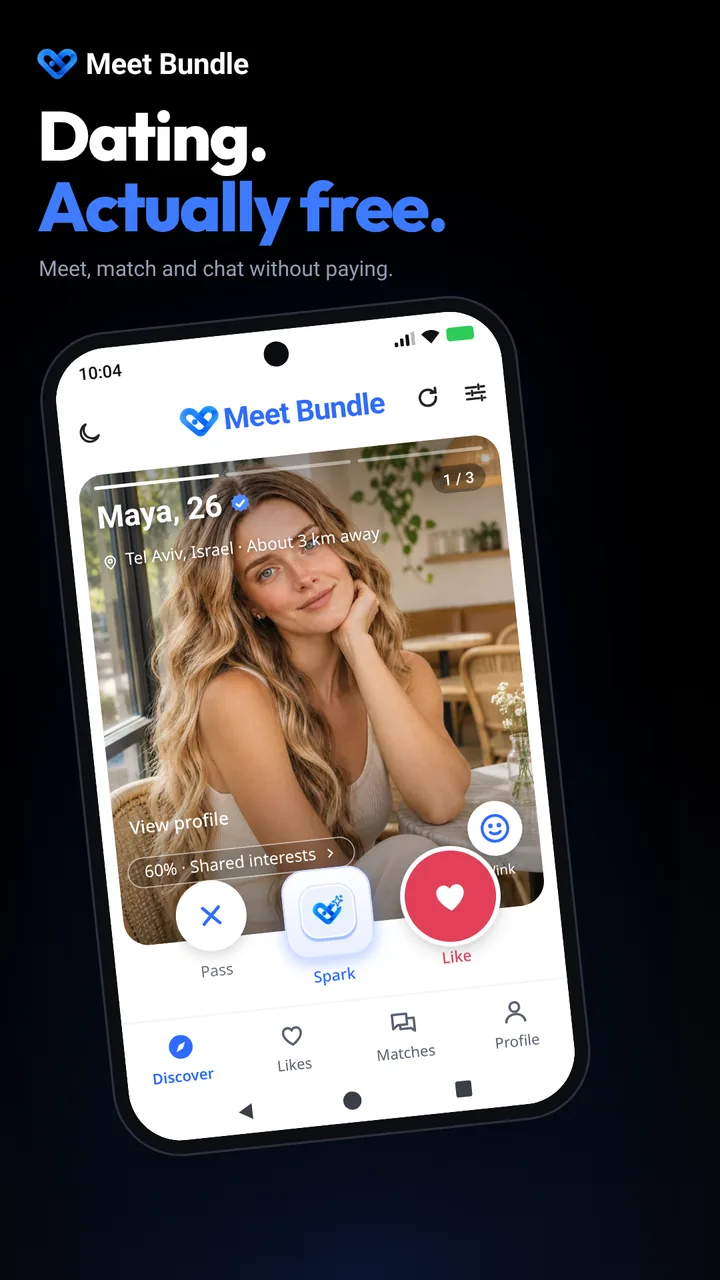 Meet Bundle
Dating.
Actually free.
Meet, match and chat without paying.
10:04
Meet Bundle
1 / 3
Maya, 26
Tel Aviv, Israel · About 3 km away
View profile
60% · Shared interests
Pass
Spark
Like
Discover
Likes
Matches
Profile